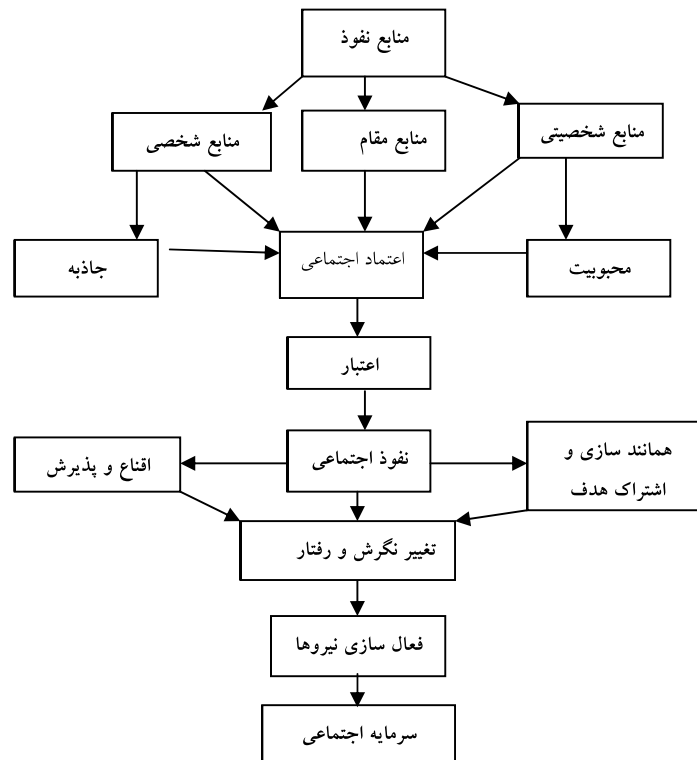 منابع نفوذ
منابع شخصیتی
منابع مقام
منابع شخصی
محبوبیت
اعتماد اجتماعی
جاذبه
اعتبار
همانند سازی و
اشتراک هدف
نفوذ اجتماعی
اقناع و پذیرش
تغییر نگرش و رفتار
فعال سازی نیروها
سرمایه اجتماعی